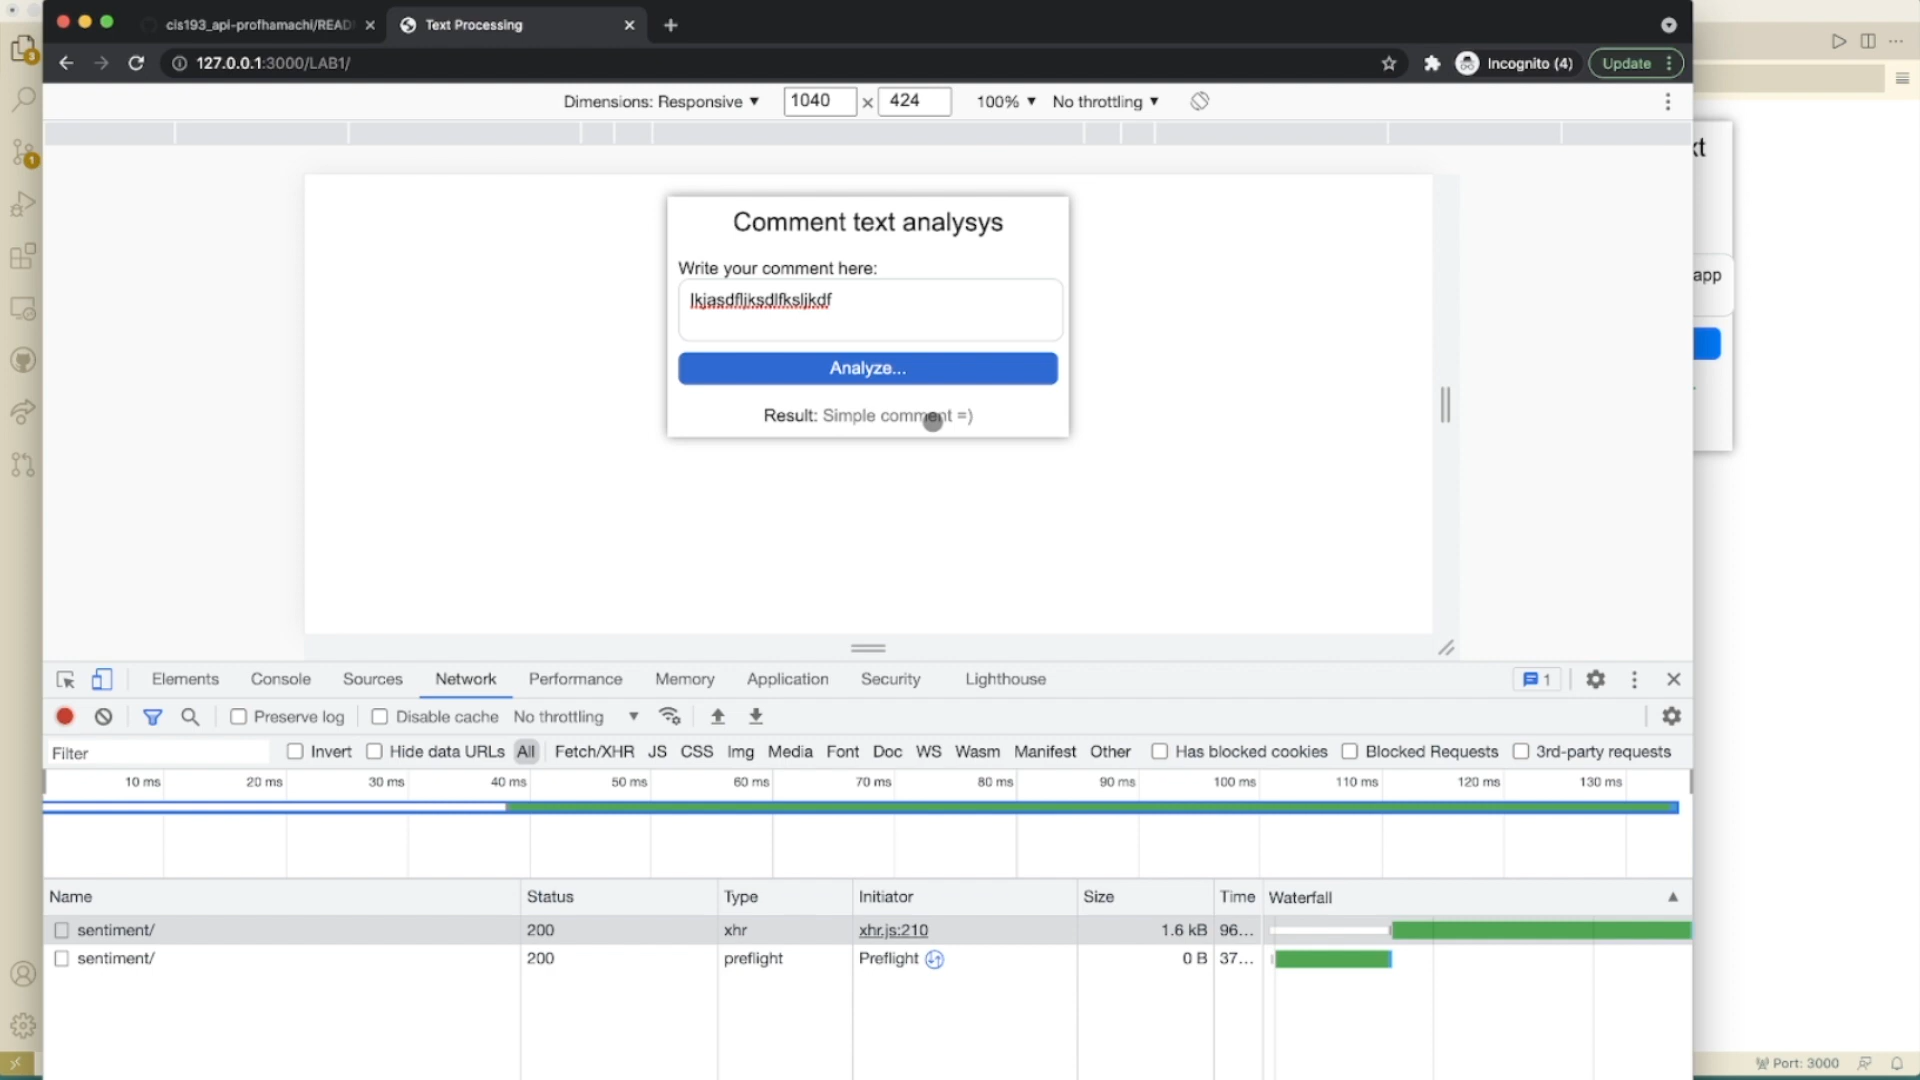 cis193_api-profhamachi/READ
Text Processing
127.0.0.1:3000/LAB1/
Incognito (4)
Update
Dimensions: Responsive
1040 × 424
100%
No throttling
3
1
Comment text analysys
Write your comment here:
lkjasdfljksdlfksljkdf
Analyze...
Result: Simple comment =)
xt
app
Elements Console Sources Network Performance Memory Application Security Lighthouse
1
Preserve log Disable cache No throttling
Filter Invert Hide data URLs All Fetch/XHR JS CSS Img Media Font Doc WS Wasm Manifest Other Has blocked cookies Blocked Requests 3rd-party requests
10 ms 20 ms 30 ms 40 ms 50 ms 60 ms 70 ms 80 ms 90 ms 100 ms 110 ms 120 ms 130 ms
Name Status Type Initiator Size Time Waterfall
sentiment/ 200 xhr xhr.js:210 1.6 kB 96...
sentiment/ 200 preflight Preflight 0 B 37...
Port: 3000